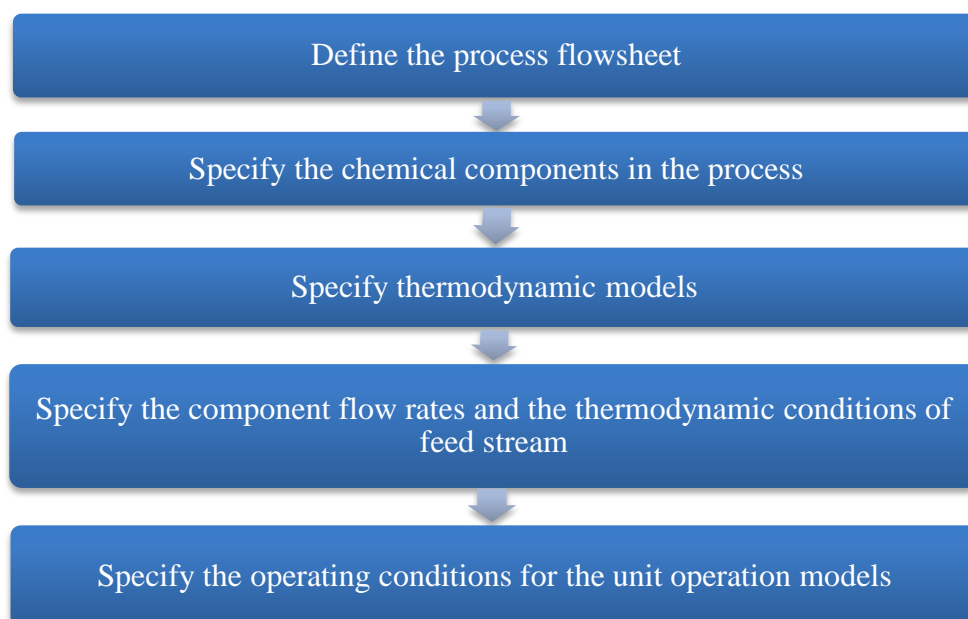 Define the process flowsheet
Specify the chemical components in the process
Specify thermodynamic models
Specify the component flow rates and the thermodynamic conditions of
feed stream
Specify the operating conditions for the unit operation models